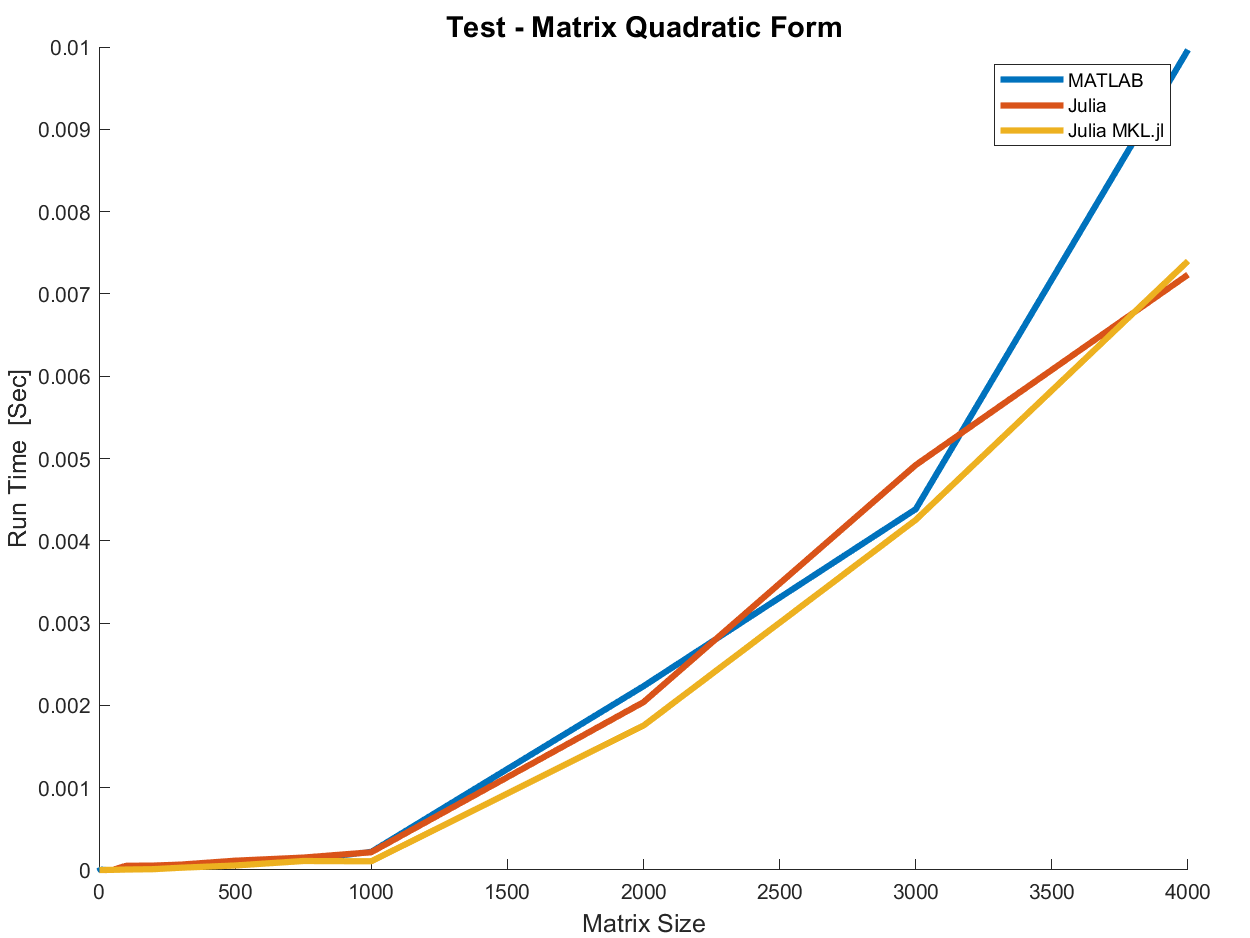 Test - Matrix Quadratic Form
0.01
0.009
0.008
0.007
0.006
0.005
0.004
0.003
0.002
0.001
0
Run Time [Sec]
MATLAB
Julia
Julia MKL.jl
0 500 1000 1500 2000 2500 3000 3500 4000
Matrix Size